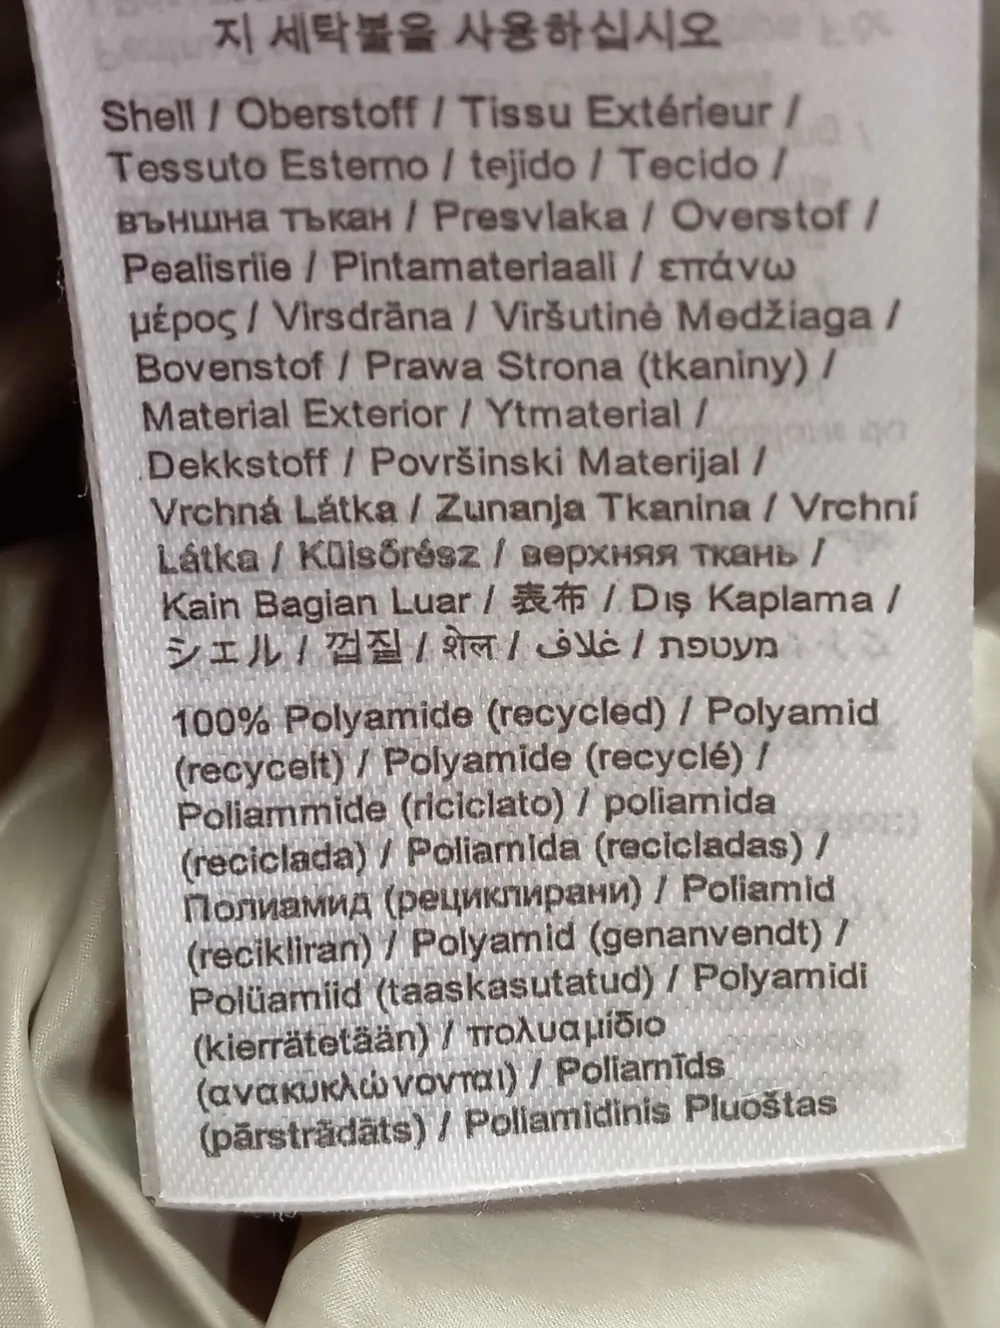 지 세탁볼을 사용하십시오
Shell / Oberstoff / Tissu Extérieur /
Tessuto Esterno / tejido / Tecido /
външна тъкан / Presvlaka / Overstof /
Pealisriie / Pintamateriaali / επάνω
μέρος / Virsdrāna / Viršutinė Medžiaga /
Bovenstof / Prawa Strona (tkaniny) /
Material Exterior / Ytmaterial /
Dekkstoff / Površinski Materijal /
Vrchná Látka / Zunanja Tkanina / Vrchní
Látka / Külsőrész / верхняя ткань /
Kain Bagian Luar / 表布 / Dış Kaplama /
シェル / 껍질 / शेल / غلاف / מעטפת
100% Polyamide (recycled) / Polyamid
(recycelt) / Polyamide (recyclé) /
Poliammide (riciclato) / poliamida
(reciclada) / Poliamida (recicladas) /
Полиамид (рециклирани) / Poliamid
(recikliran) / Polyamid (genanvendt) /
Polüamiid (taaskasutatud) / Polyamidi
(kierrätetään) / πολυαμίδιο
(ανακυκλώνονται) / Poliamīds
(pārstrādāts) / Poliamidinis Pluoštas